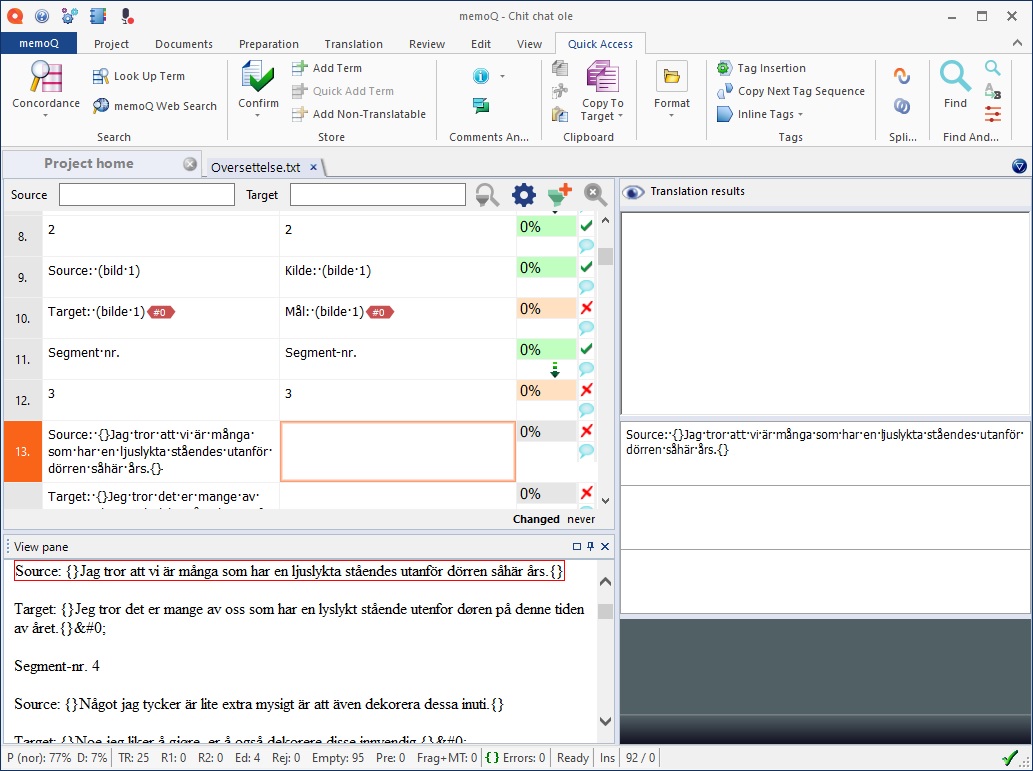 memoQ - Chit chat ole
memoQ Project Documents Preparation Translation Review Edit View Quick Access
Concordance
Look Up Term
memoQ Web Search
Search
Confirm
Add Term
Quick Add Term
Add Non-Translatable
Store
Comments An...
Copy To
Target
Clipboard
Format
Tag Insertion
Copy Next Tag Sequence
Inline Tags
Tags
Spli...
Find
Find And...
Project home
Oversettelse.txt
Source Target
8. 2 2 0%
9. Source:·(bild·1) Kilde:·(bilde·1) 0%
10. Target:·(bilde·1) #0 Mål:·(bilde·1) #0 0%
11. Segment·nr. Segment-nr. 0%
12. 3 3 0%
13. Source:·{}Jag·tror·att·vi·är·många· 0%
som·har·en·ljuslykta·ståendes·utanför·
dörren·såhär·års.{}
Target:·{}Jeg·tror·det·er·mange·av· 0%
Changed never
Translation results
Source:·{}Jag·tror·att·vi·är·många·som·har·en·ljuslykta·ståendes·utanför·
dörren·såhär·års.{}
View pane
Source: {}Jag tror att vi är många som har en ljuslykta ståendes utanför dörren såhär års.{}
Target: {}Jeg tror det er mange av oss som har en lyslykt stående utenfor døren på denne tiden
av året.{}&#0;
Segment-nr. 4
Source: {}Något jag tycker är lite extra mysigt är att även dekorera dessa inuti.{}
Target: {}Noe jeg liker å gjøre, er å også dekorere disse innvendig.{}&#0;
P (nor): 77% D: 7% TR: 25 R1: 0 R2: 0 Ed: 4 Rej: 0 Empty: 95 Pre: 0 Frag+MT: 0 {} Errors: 0 Ready Ins 92 / 0